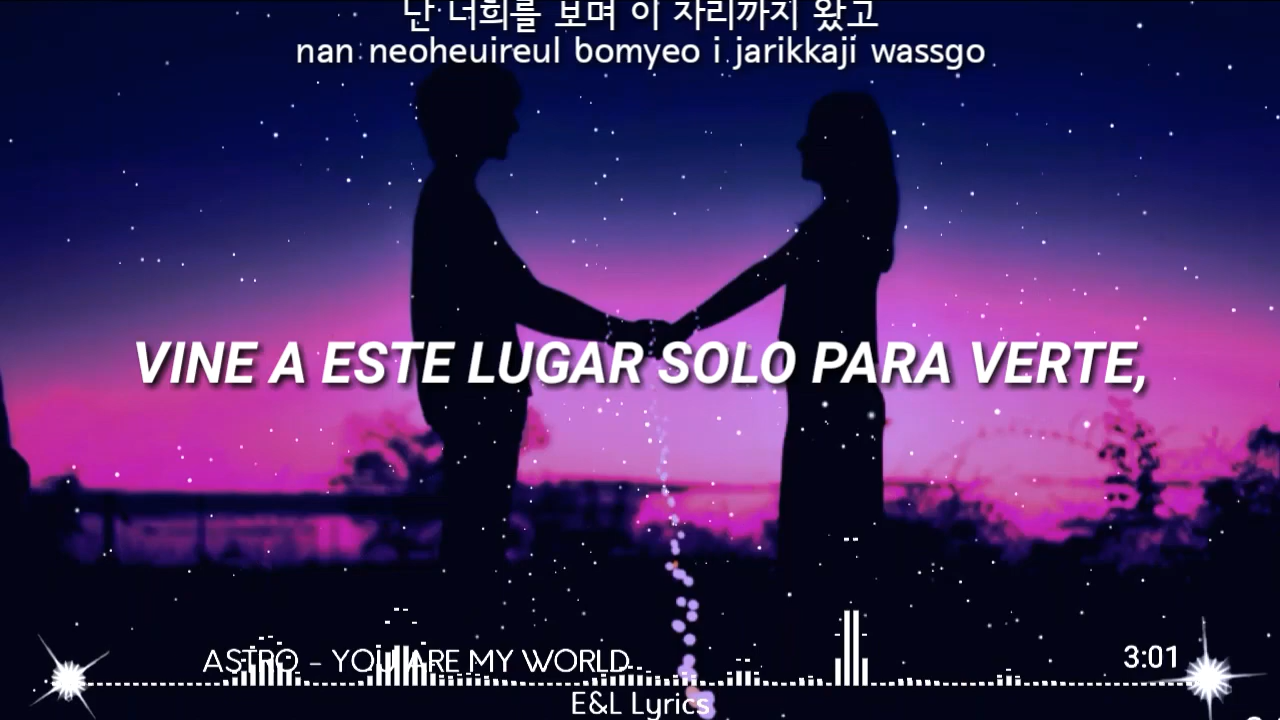 난 너희를 보며 이 자리까지 왔고
nan neoheuireul bomyeo i jarikkaji wassgo
VINE A ESTE LUGAR SOLO PARA VERTE,
ASTRO - YOU ARE MY WORLD
3:01
E&L Lyrics